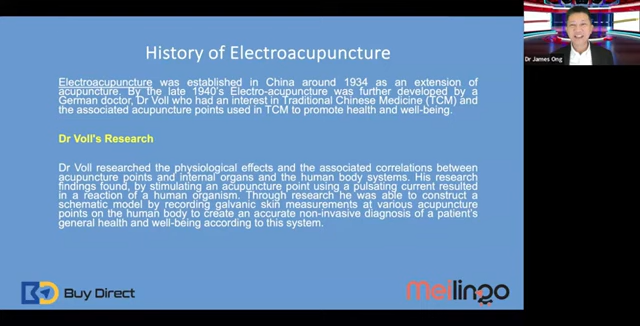 Dr James Ong
History of Electroacupuncture
Electroacupuncture was established in China around 1934 as an extension of
acupuncture. By the late 1940's Electro-acupuncture was further developed by a
German doctor, Dr Voll who had an interest in Traditional Chinese Medicine (TCM) and
the associated acupuncture points used in TCM to promote health and well-being.
Dr Voll's Research
Dr Voll researched the physiological effects and the associated correlations between
acupuncture points and internal organs and the human body systems. His research
findings found, by stimulating an acupuncture point using a pulsating current resulted
in a reaction of a human organism. Through research he was able to construct a
schematic model by recording galvanic skin measurements at various acupuncture
points on the human body to create an accurate non-invasive diagnosis of a patient's
general health and well-being according to this system.
BD Buy Direct
meilingo